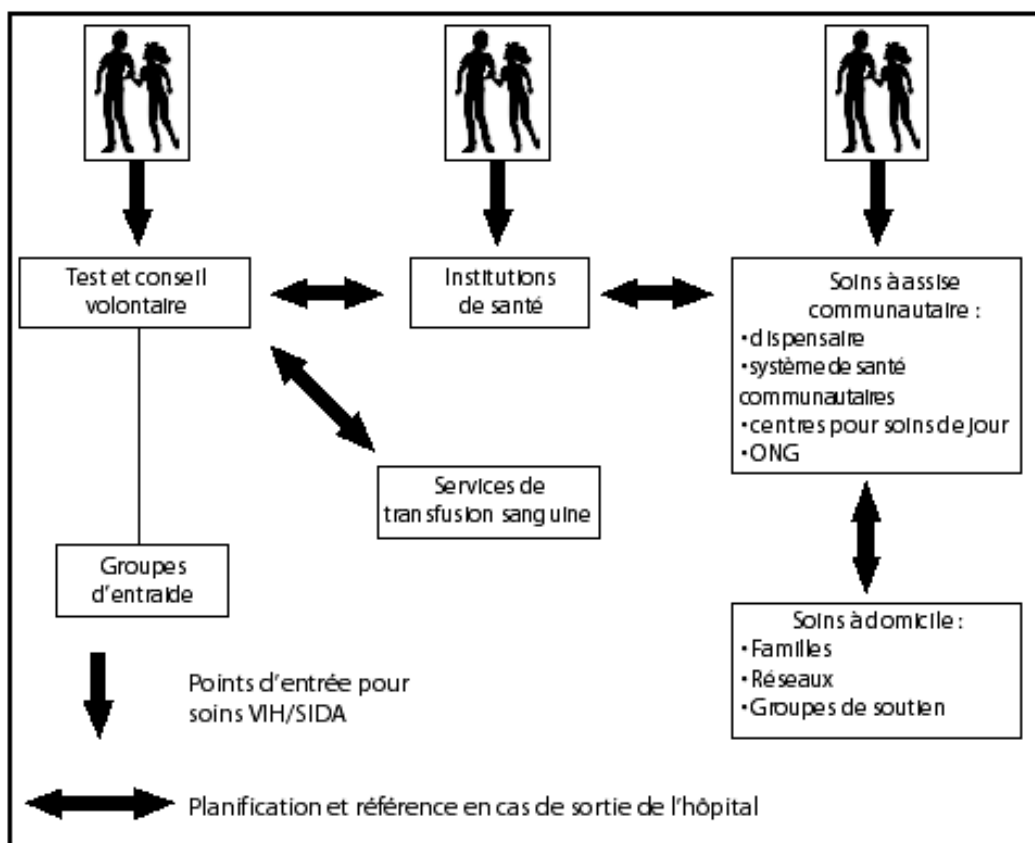 Test et conseil
volontaire
Institutions
de santé
Soins à assise
communautaire :
•dispensaire
•système de santé
communautaires
•centres pour soins de jour
•ONG
Services de
transfusion sanguine
Groupes
d'entraide
Soins à domicile :
•Familles
•Réseaux
•Groupes de soutien
Points d'entrée pour
soins VIH/SIDA
Planification et référence en cas de sortie de l'hôpital